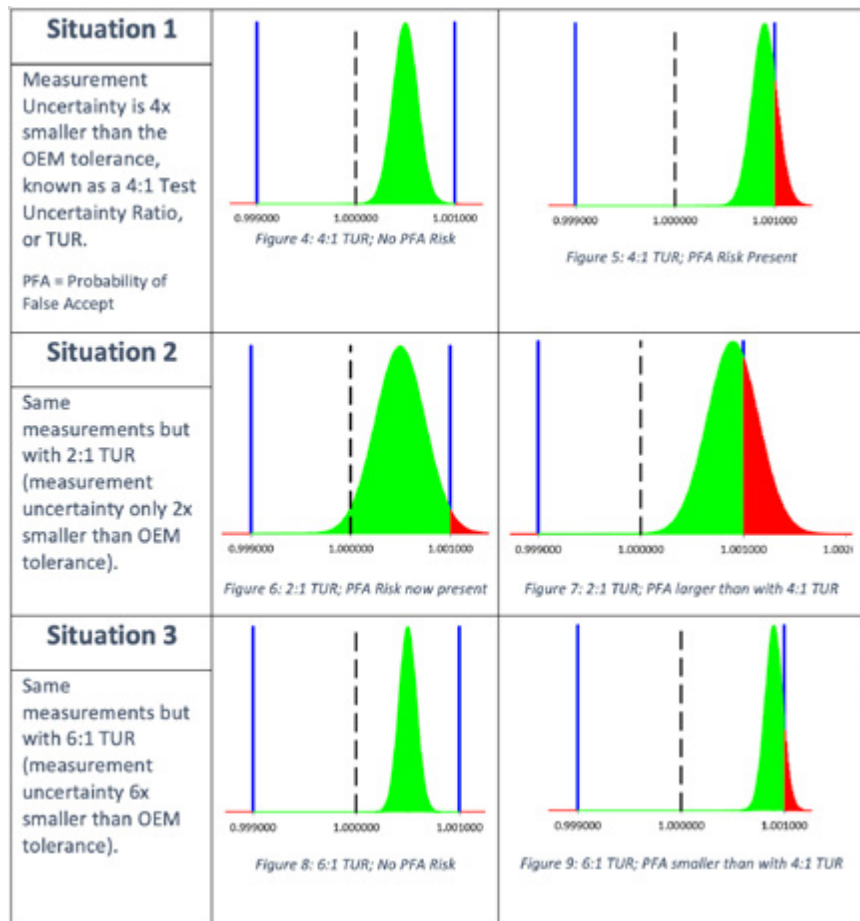 Situation 1
Measurement
Uncertainty is 4x
smaller than the
OEM tolerance,
known as a 4:1 Test
Uncertainty Ratio,
or TUR.
PFA = Probability of
False Accept
0.999000 1.000000 1.001000
Figure 4: 4:1 TUR; No PFA Risk
0.999000 1.000000 1.001000
Figure 5: 4:1 TUR; PFA Risk Present
Situation 2
Same
measurements but
with 2:1 TUR
(measurement
uncertainty only 2x
smaller than OEM
tolerance).
0.999000 1.000000 1.001000
Figure 6: 2:1 TUR; PFA Risk now present
0.999000 1.000000 1.001000
Figure 7: 2:1 TUR; PFA larger than with 4:1 TUR
Situation 3
Same
measurements but
with 6:1 TUR
(measurement
uncertainty 6x
smaller than OEM
tolerance).
0.999000 1.000000 1.001000
Figure 8: 6:1 TUR; No PFA Risk
0.999000 1.000000 1.001000
Figure 9: 6:1 TUR; PFA smaller than with 4:1 TUR